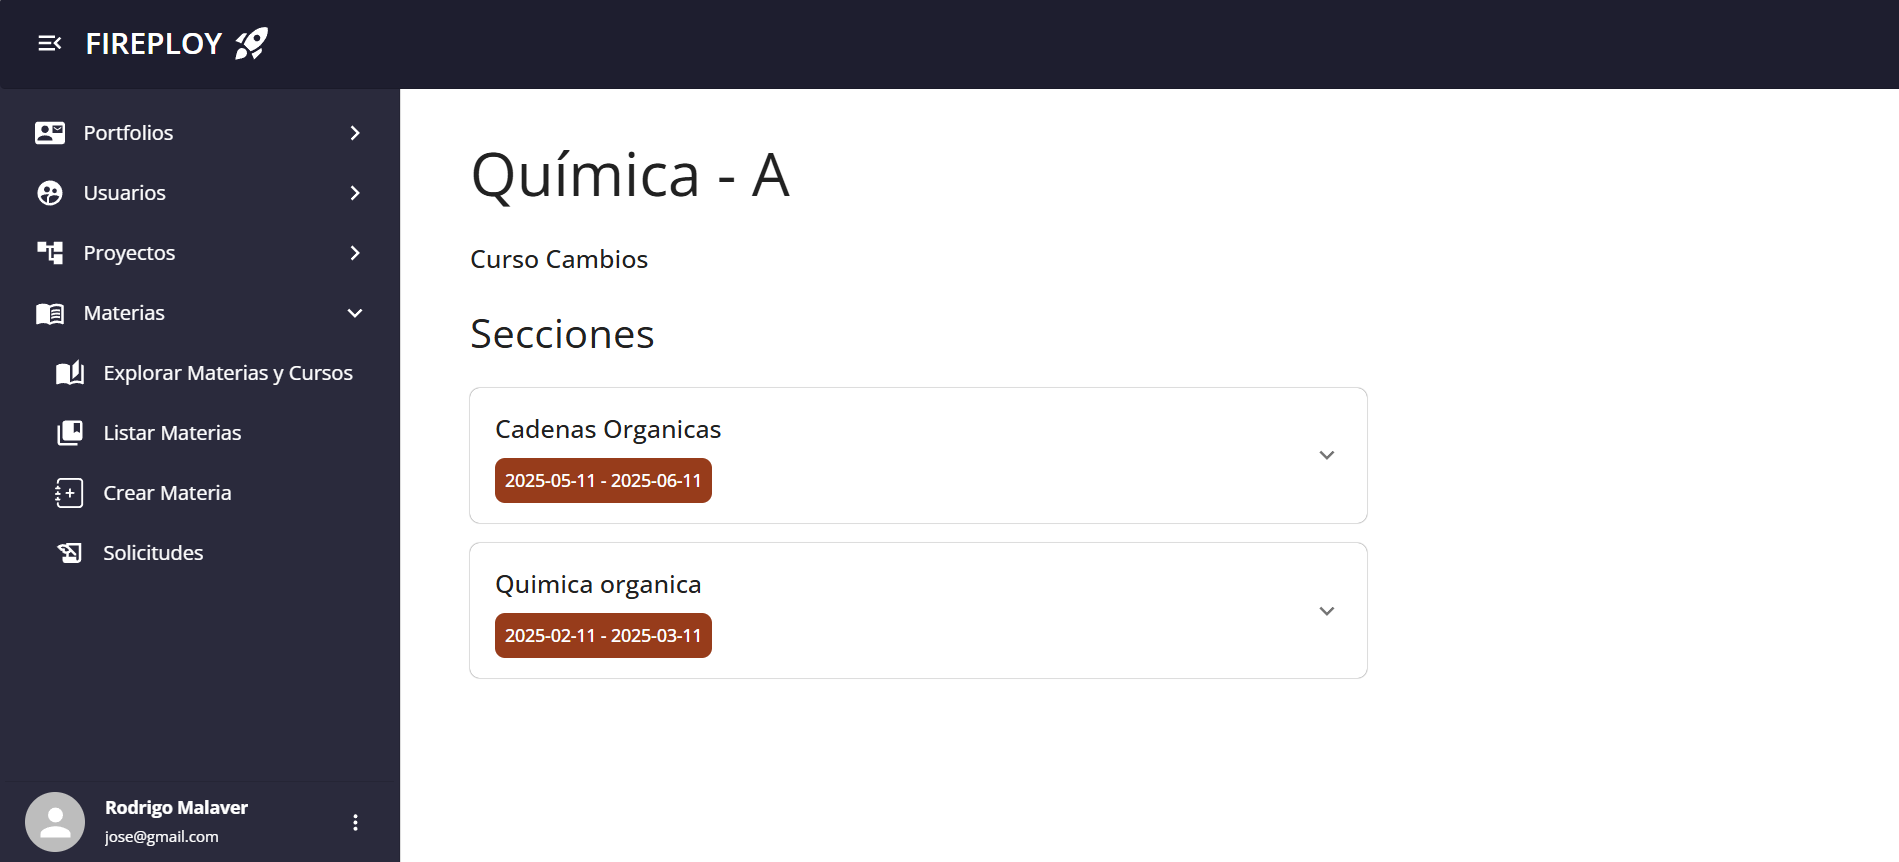 FIREPLOY
Portfolios
Usuarios
Proyectos
Materias
Explorar Materias y Cursos
Listar Materias
Crear Materia
Solicitudes
Rodrigo Malaver
jose@gmail.com
Química - A
Curso Cambios
Secciones
Cadenas Organicas
2025-05-11 - 2025-06-11
Quimica organica
2025-02-11 - 2025-03-11